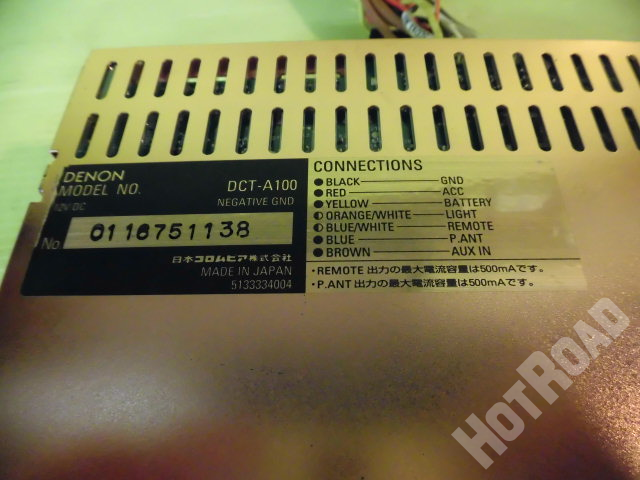 DENON
MODEL NO. DCT-A100
12V/DC NEGATIVE GND
No 0116751138
日本コロムビア株式会社
MADE IN JAPAN
5133334004
CONNECTIONS
●BLACK GND
●RED ACC
●YELLOW BATTERY
◐ORANGE/WHITE LIGHT
◐BLUE/WHITE REMOTE
●BLUE P.ANT
●BROWN AUX IN
・REMOTE 出力の最大電流容量は500mAです。
・P.ANT 出力の最大電流容量は500mAです。
HOTROAD